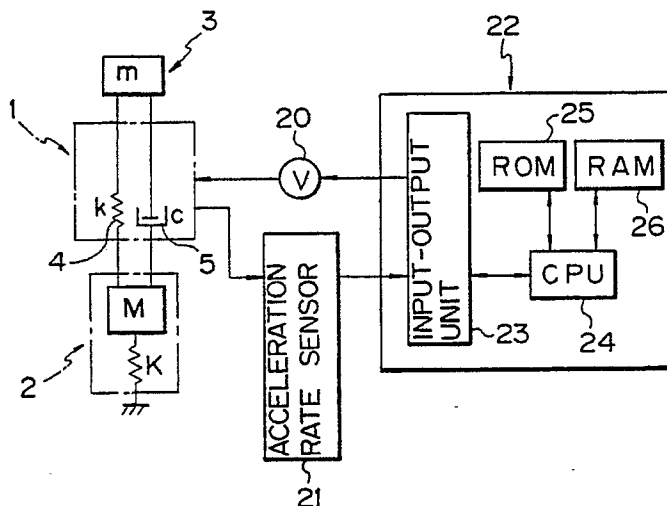 3
22
m
1
20
25
V
ROM
RAM
k
c
26
4
5
INPUT-OUTPUT
UNIT
CPU
M
ACCELERATION
RATE SENSOR
23
24
2
K
21